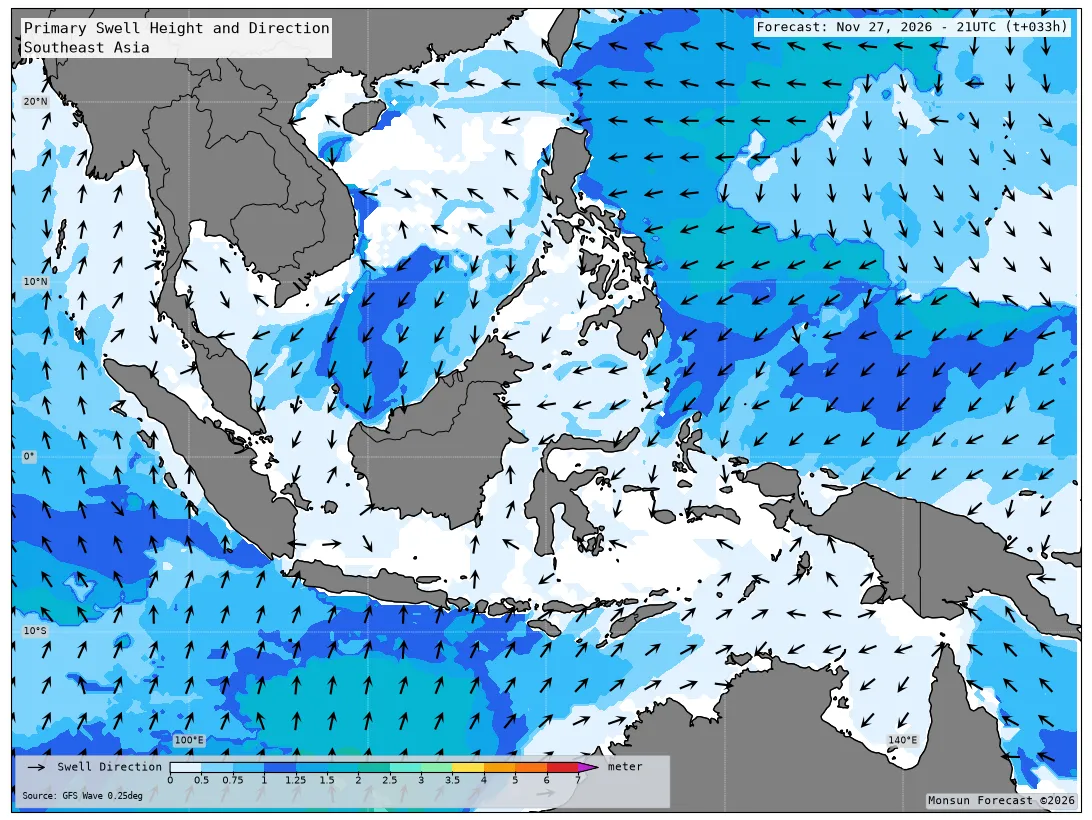 Primary Swell Height and Direction
Southeast Asia
Forecast: Nov 27, 2026 - 21UTC (t+033h)
20°N
10°N
0°
10°S
100°E
140°E
Swell Direction
meter
0 0.5 0.75 1 1.25 1.5 2 2.5 3 3.5 4 5 6 7
Source: GFS Wave 0.25deg
Monsun Forecast ©2026